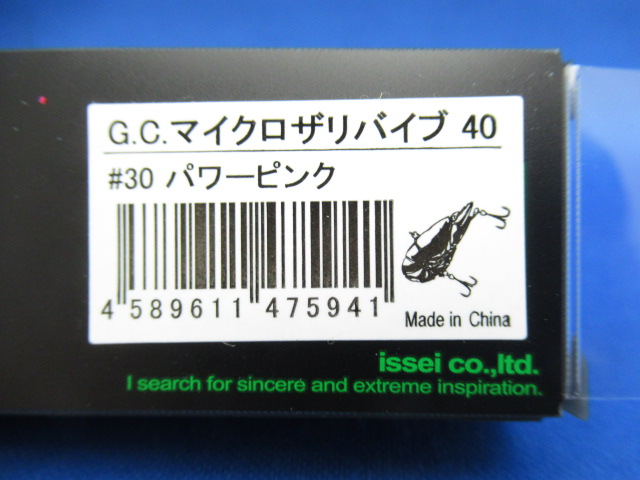 G.C.マイクロザリバイブ 40
#30 パワーピンク
4 589611 475941
Made in China
issei co.,ltd.
I search for sincere and extreme inspiration.